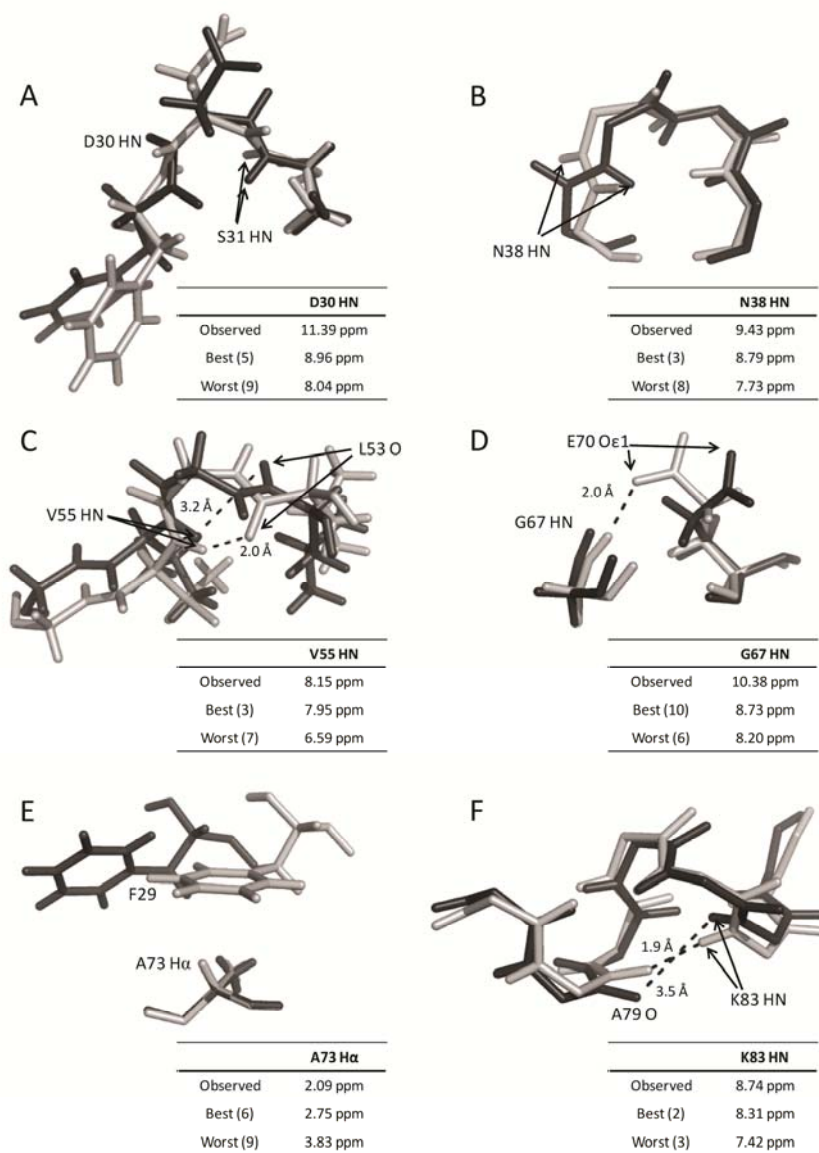 A
D30 HN
S31 HN
D30 HN
Observed 11.39 ppm
Best (5) 8.96 ppm
Worst (9) 8.04 ppm
B
N38 HN
N38 HN
Observed 9.43 ppm
Best (3) 8.79 ppm
Worst (8) 7.73 ppm
C
L53 O
3.2 Å
V55 HN
2.0 Å
V55 HN
Observed 8.15 ppm
Best (3) 7.95 ppm
Worst (7) 6.59 ppm
D
E70 Oε1
2.0 Å
G67 HN
G67 HN
Observed 10.38 ppm
Best (10) 8.73 ppm
Worst (6) 8.20 ppm
E
F29
A73 Hα
A73 Hα
Observed 2.09 ppm
Best (6) 2.75 ppm
Worst (9) 3.83 ppm
F
1.9 Å
3.5 Å
K83 HN
A79 O
K83 HN
Observed 8.74 ppm
Best (2) 8.31 ppm
Worst (3) 7.42 ppm